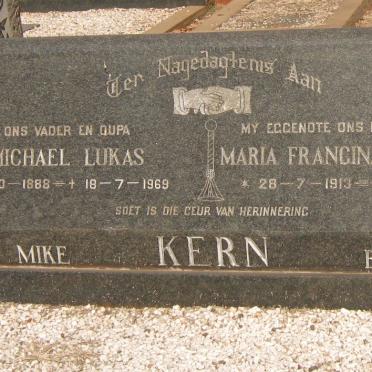 Ter Nagedagtenis Aan
ONS VADER EN OUPA MY EGGENOTE ONS
MICHAEL LUKAS MARIA FRANCIN
0-1888-+ 18-7-1969 * 28-7-1913
SOET IS DIE GEUR VAN HERINNERING
MIKE KERN